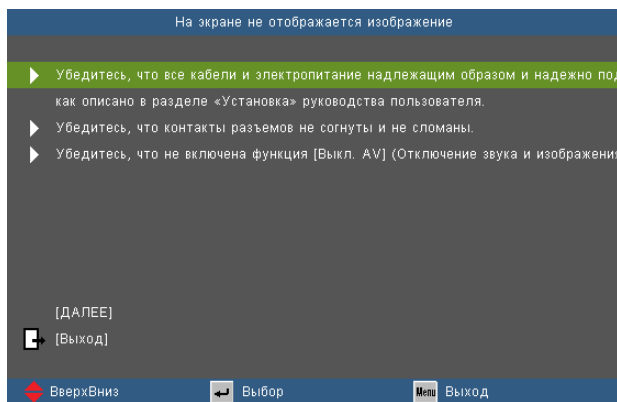 На экране не отображается изображение
Убедитесь, что все кабели и электропитание надлежащим образом и надежно под
как описано в разделе «Установка» руководства пользователя.
Убедитесь, что контакты разъемов не согнуты и не сломаны.
Убедитесь, что не включена функция [Выкл. AV] (Отключение звука и изображения
[ДАЛЕЕ]
[Выход]
ВверхВниз Выбор Menu Выход